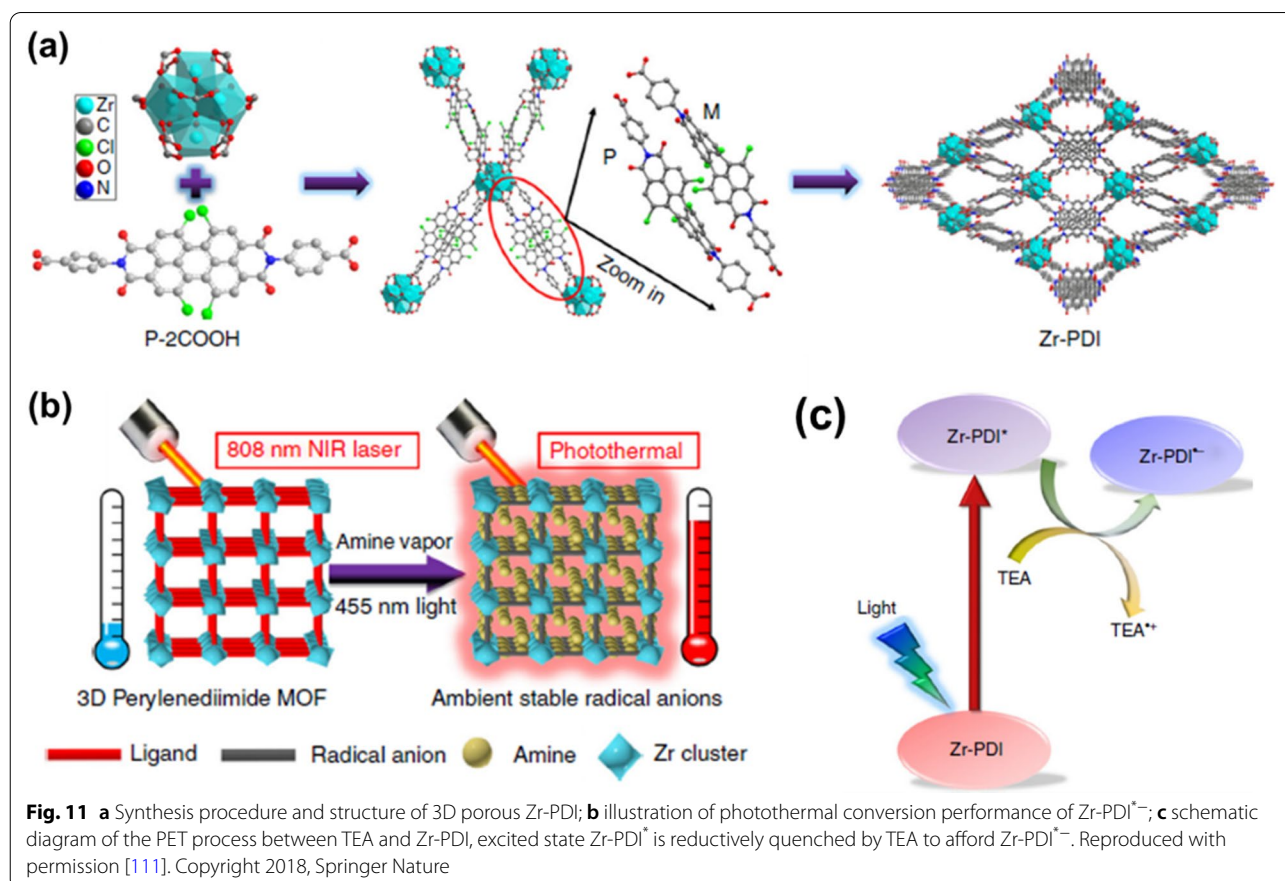 (a)
Zr
C
Cl
O
N
P-2COOH
M
P
Zoom in
Zr-PDI
(b)
808 nm NIR laser
Photothermal
Amine vapor
455 nm light
3D Perylenediimide MOF
Ambient stable radical anions
Ligand
Radical anion
Amine
Zr cluster
(c)
Zr-PDI*
Zr-PDI•−
TEA
TEA•+
Light
Zr-PDI
Fig. 11 a Synthesis procedure and structure of 3D porous Zr-PDI; b illustration of photothermal conversion performance of Zr-PDI*−; c schematic
diagram of the PET process between TEA and Zr-PDI, excited state Zr-PDI* is reductively quenched by TEA to afford Zr-PDI*−. Reproduced with
permission [111]. Copyright 2018, Springer Nature